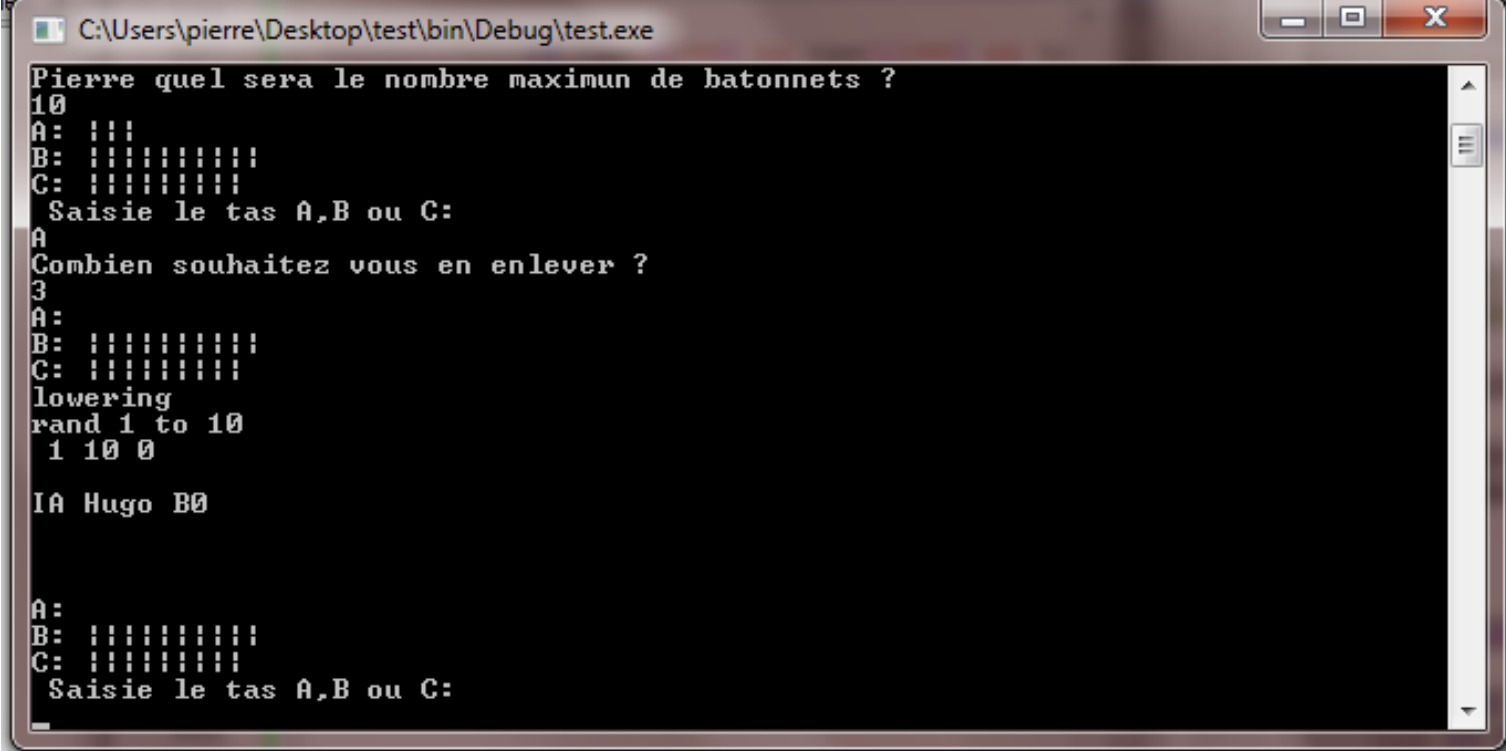 C:\Users\pierre\Desktop\test\bin\Debug\test.exe
Pierre quel sera le nombre maximun de batonnets ?
10
A: ¦¦¦
B: ¦¦¦¦¦¦¦¦¦¦
C: ¦¦¦¦¦¦¦¦¦
Saisie le tas A,B ou C:
A
Combien souhaitez vous en enlever ?
3
A:
B: ¦¦¦¦¦¦¦¦¦¦
C: ¦¦¦¦¦¦¦¦¦
lowering
rand 1 to 10
1 10 0
IA Hugo B0
A:
B: ¦¦¦¦¦¦¦¦¦¦
C: ¦¦¦¦¦¦¦¦¦
Saisie le tas A,B ou C: